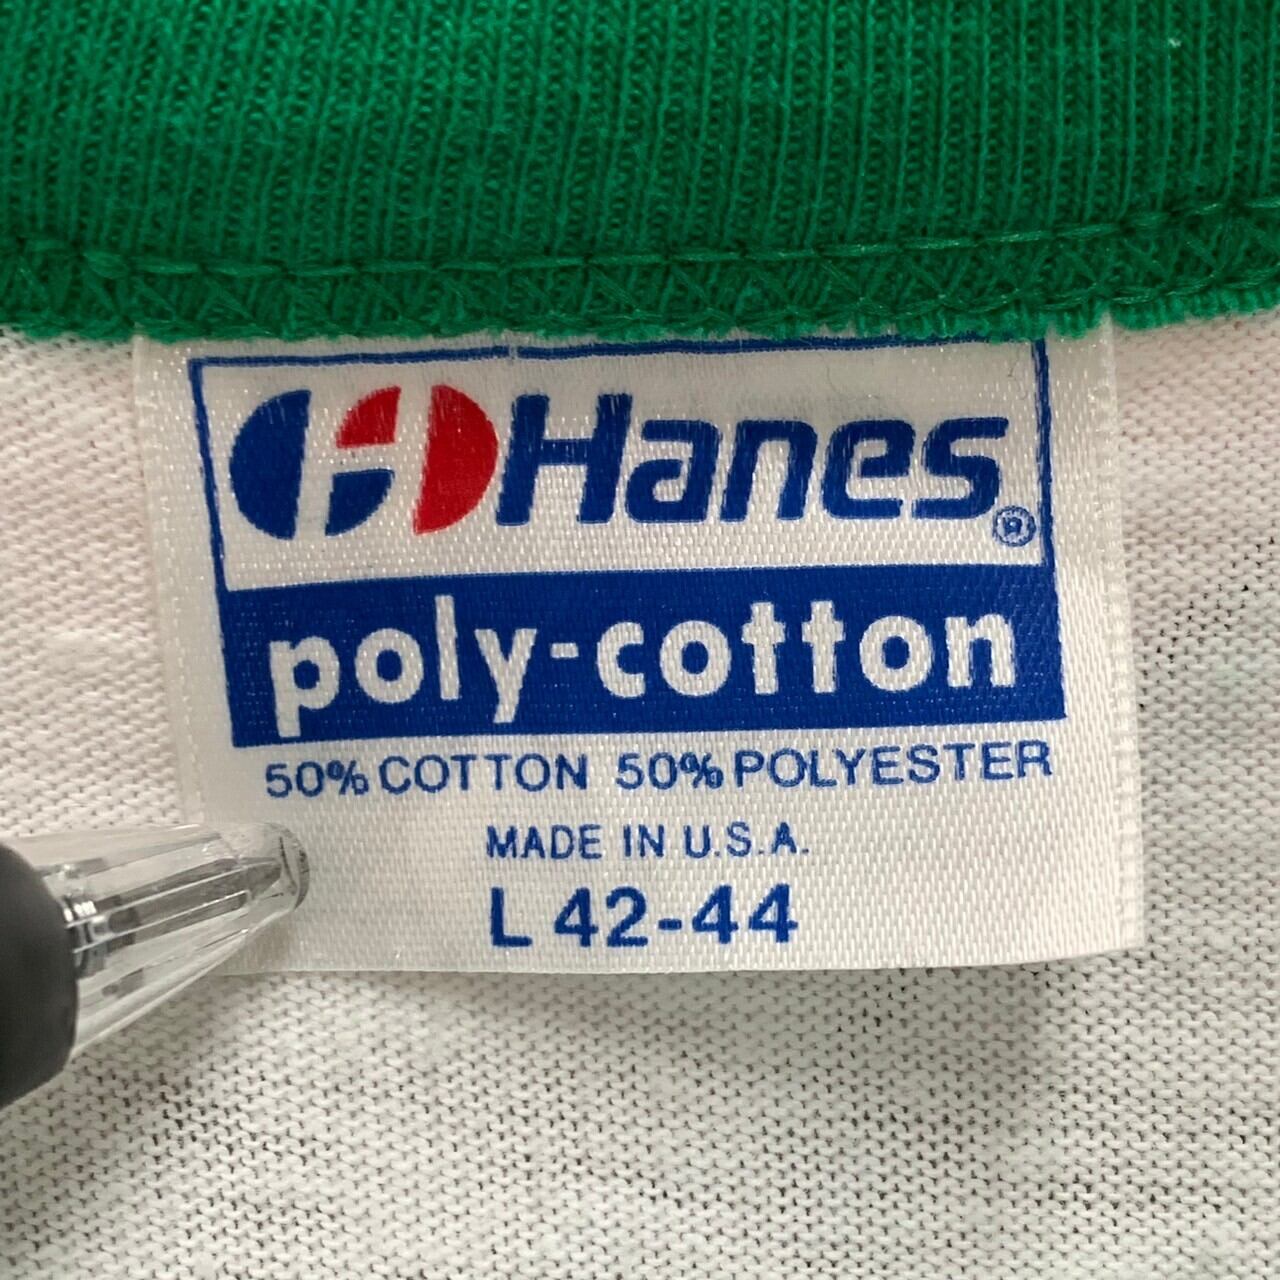 Hanes®
poly-cotton
50% COTTON 50% POLYESTER
MADE IN U.S.A.
L 42-44